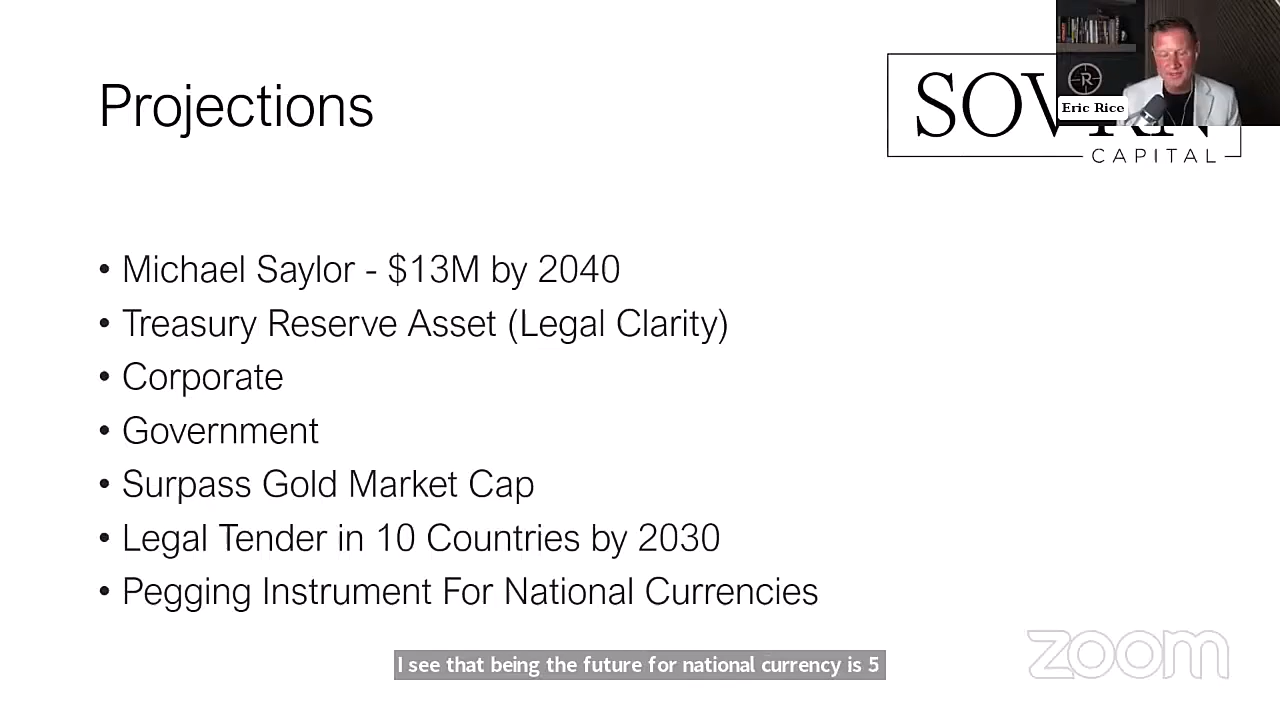 Projections
SOV RN
CAPITAL
R
Eric Rice
• Michael Saylor - $13M by 2040
• Treasury Reserve Asset (Legal Clarity)
• Corporate
• Government
• Surpass Gold Market Cap
• Legal Tender in 10 Countries by 2030
• Pegging Instrument For National Currencies
I see that being the future for national currency is 5
zoom